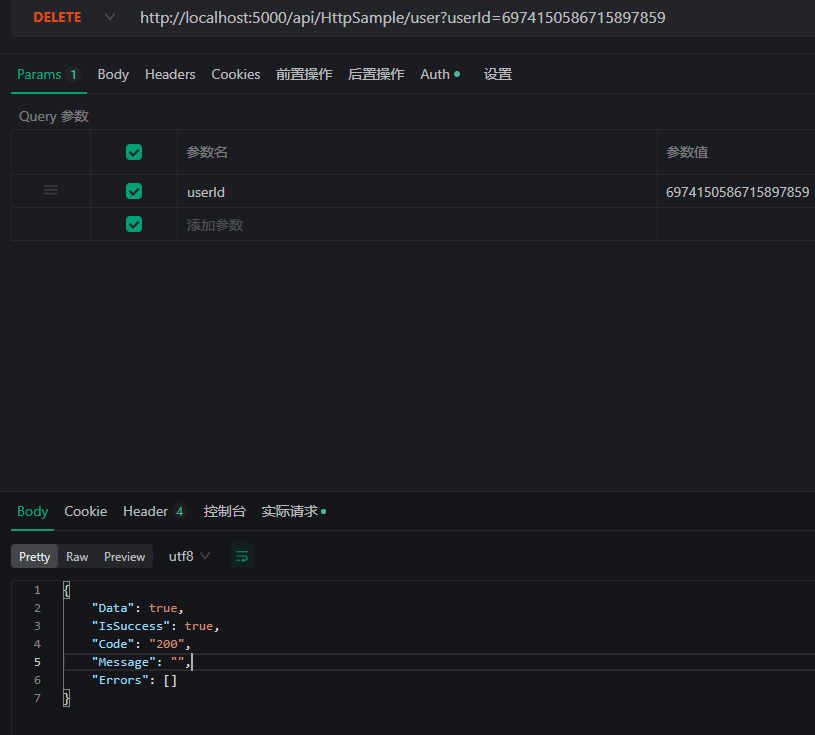 DELETE http://localhost:5000/api/HttpSample/user?userId=6974150586715897859
Params 1 Body Headers Cookies 前置操作 后置操作 Auth 设置
Query 参数
参数名 参数值
userId 6974150586715897859
添加参数
Body Cookie Header 4 控制台 实际请求
Pretty Raw Preview utf8
1 {
2 "Data": true,
3 "IsSuccess": true,
4 "Code": "200",
5 "Message": "",
6 "Errors": []
7 }